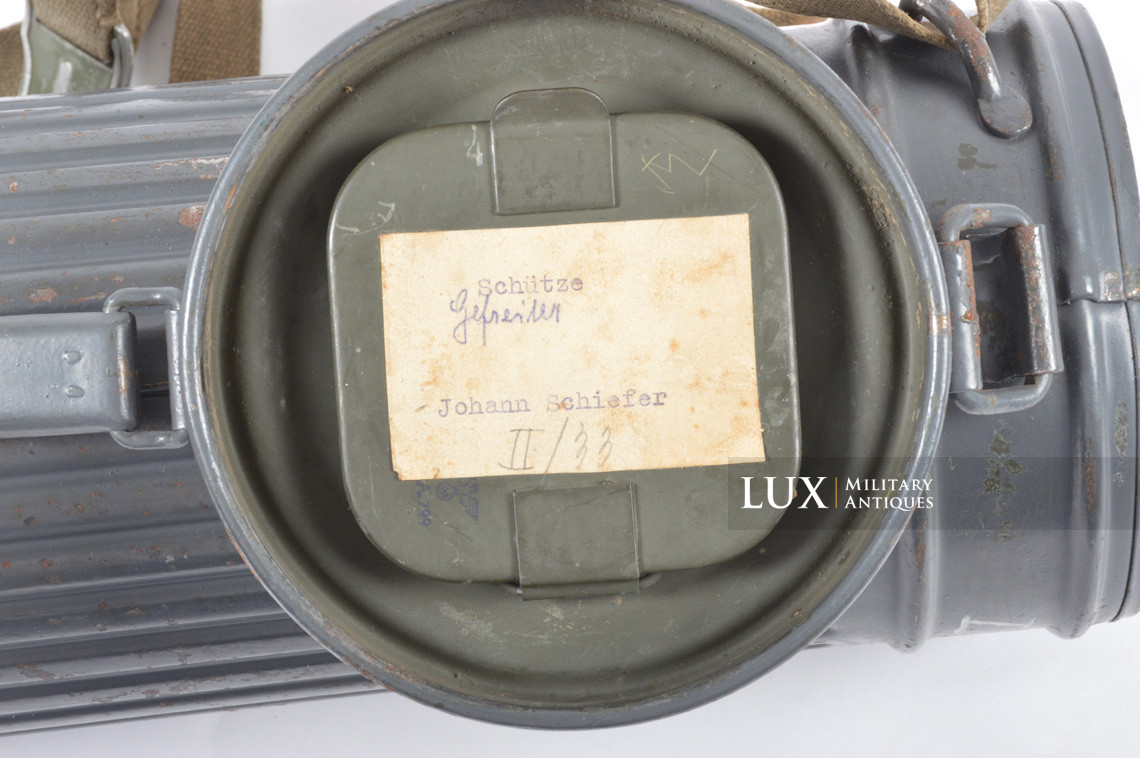 Schütze
Gefreiter
Johann Schiefer
II/33
LUX MILITARY ANTIQUES